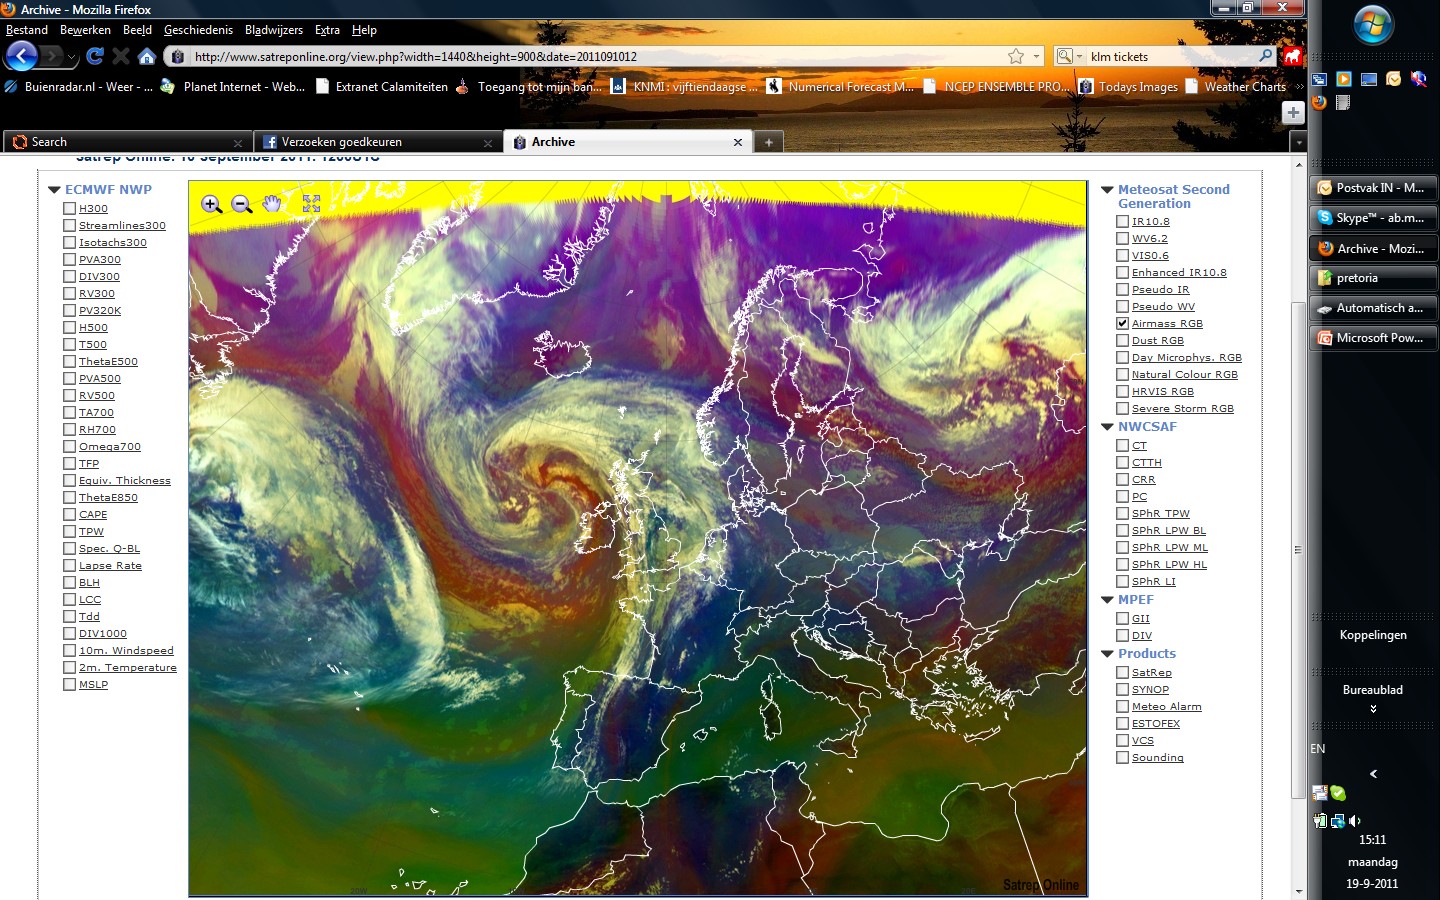 Archive - Mozilla Firefox
Bestand Bewerken Beeld Geschiedenis Bladwijzers Extra Help
http://www.satreponline.org/view.php?width=1440&height=900&date=2011091012
klm tickets
Buienradar.nl - Weer - ... Planet Internet - Web... Extranet Calamiteiten Toegang tot mijn ban... KNMI : vijftiendaagse ... Numerical Forecast M... NCEP ENSEMBLE PRO... Todays Images Weather Charts
Search Verzoeken goedkeuren Archive
Satrep Online: 10 September 2011: 1200UTC
ECMWF NWP
H300
Streamlines300
Isotachs300
PVA300
DIV300
RV300
PV320K
H500
T500
ThetaE500
PVA500
RV500
TA700
RH700
Omega700
TFP
Equiv. Thickness
ThetaE850
CAPE
TPW
Spec. Q-BL
Lapse Rate
BLH
LCC
Tdd
DIV1000
10m. Windspeed
2m. Temperature
MSLP
Satrep Online
Meteosat Second
Generation
IR10.8
WV6.2
VIS0.6
Enhanced IR10.8
Pseudo IR
Pseudo WV
Airmass RGB
Dust RGB
Day Microphys. RGB
Natural Colour RGB
HRVIS RGB
Severe Storm RGB
NWCSAF
CT
CTTH
CRR
PC
SPhR TPW
SPhR LPW BL
SPhR LPW ML
SPhR LPW HL
SPhR LI
MPEF
GII
DIV
Products
SatRep
SYNOP
Meteo Alarm
ESTOFEX
VCS
Sounding
Postvak IN - M...
Skype™ - ab.m...
Archive - Mozi...
pretoria
Automatisch a...
Microsoft Pow...
Koppelingen
Bureaublad
EN
15:11
maandag
19-9-2011